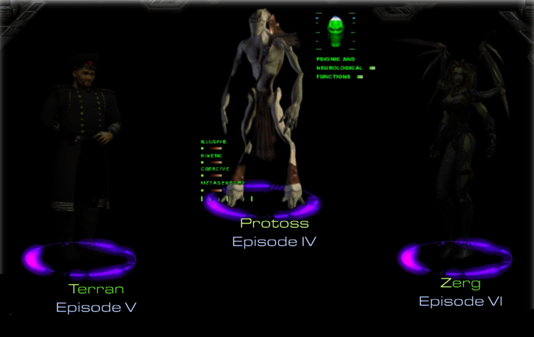 PSIONIC AND
NEUROLOGICAL
FUNCTIONS
ILLUSIVE
KINETIC
COERCIVE
Protoss
Episode IV
Terran
Episode V
Zerg
Episode VI